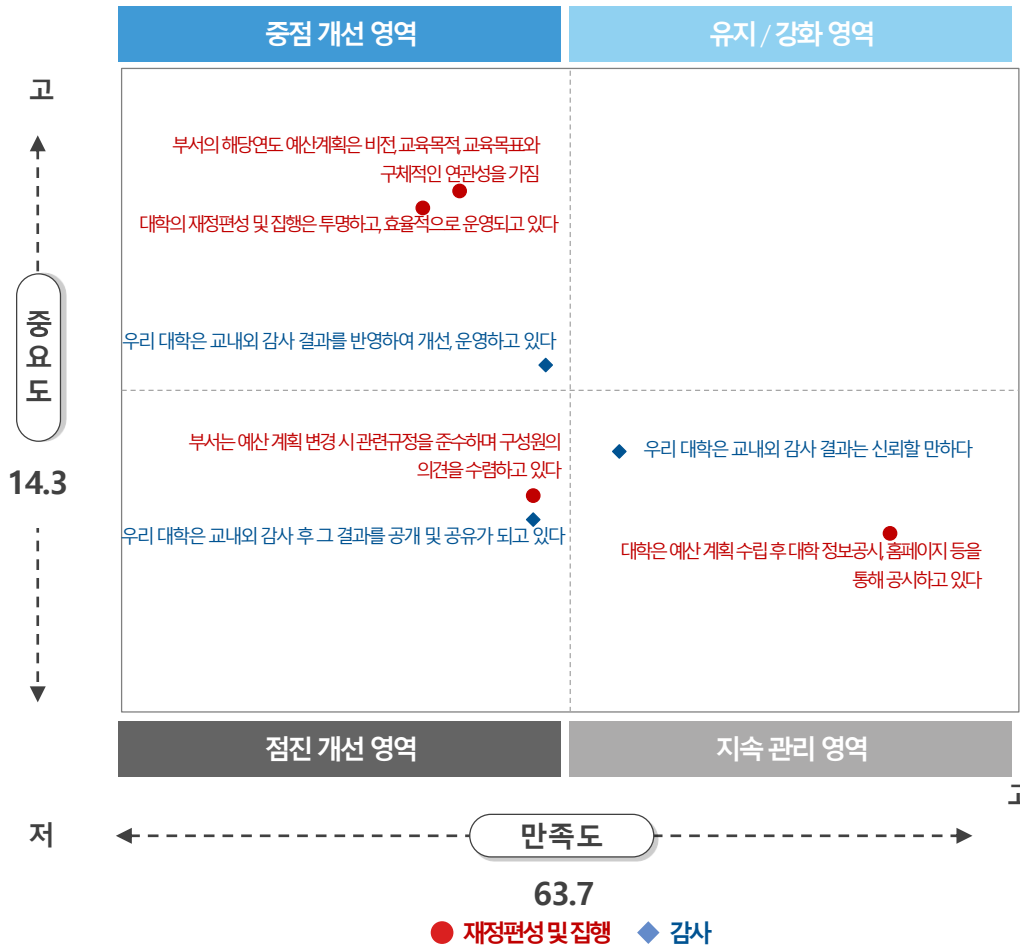 중점 개선 영역
유지 / 강화 영역
고
부서의 해당연도 예산계획은 비전, 교육목적, 교육목표와
구체적인 연관성을 가짐
대학의 재정편성 및 집행은 투명하고, 효율적으로 운영되고 있다
우리 대학은 교내외 감사 결과를 반영하여 개선, 운영하고 있다
중요도
14.3
부서는 예산 계획 변경 시 관련규정을 준수하며 구성원의
의견을 수렴하고 있다
우리 대학은 교내외 감사 결과는 신뢰할 만하다
우리 대학은 교내외 감사 후 그 결과를 공개 및 공유가 되고 있다
대학은 예산 계획 수립 후 대학 정보공시, 홈페이지 등을
통해 공시하고 있다
점진 개선 영역
지속 관리 영역
고
저
만족도
63.7
재정편성 및 집행
감사